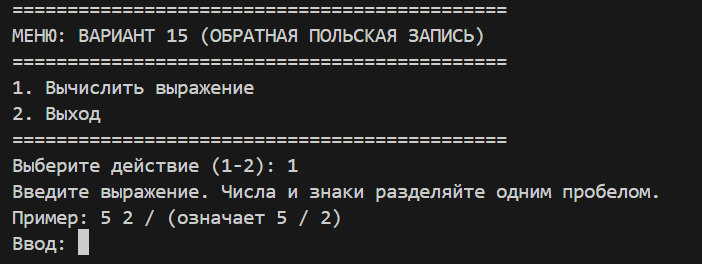 =============================================
МЕНЮ: ВАРИАНТ 15 (ОБРАТНАЯ ПОЛЬСКАЯ ЗАПИСЬ)
=============================================
1. Вычислить выражение
2. Выход
=============================================
Выберите действие (1-2): 1
Введите выражение. Числа и знаки разделяйте одним пробелом.
Пример: 5 2 / (означает 5 / 2)
Ввод: